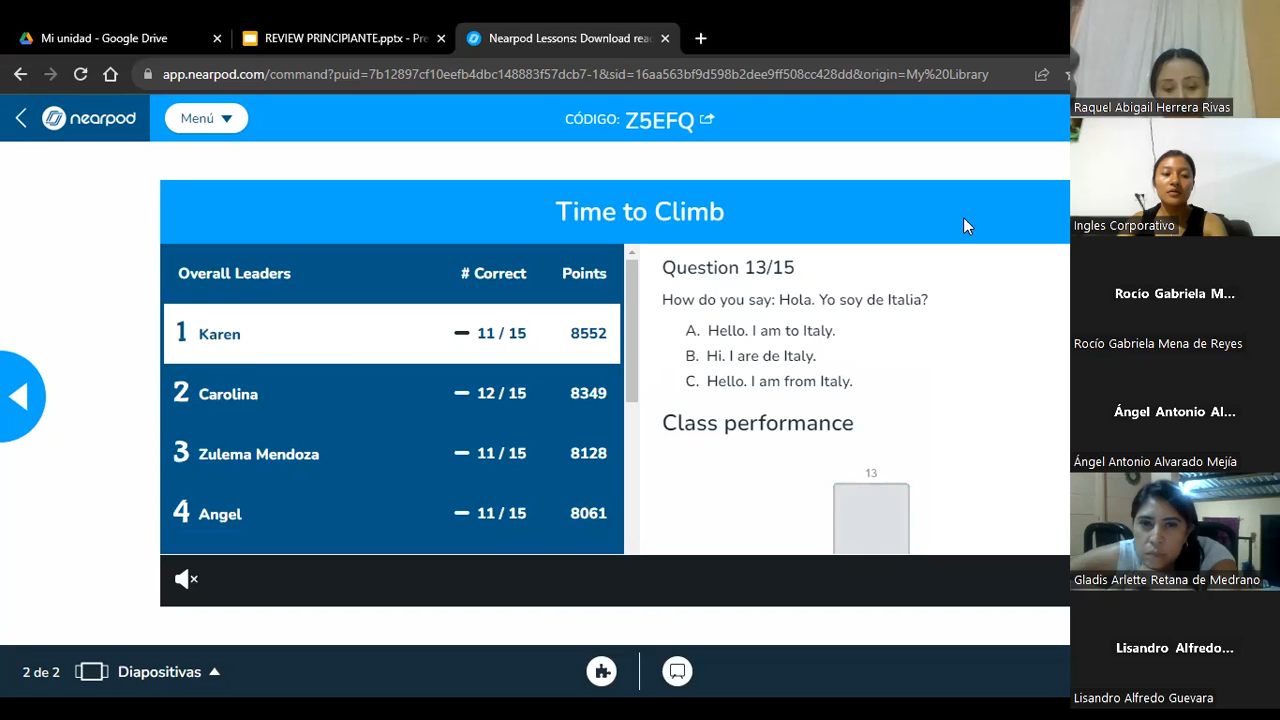 Mi unidad - Google Drive
REVIEW PRINCIPIANTE.pptx - Pre
Nearpod Lessons: Download rea
app.nearpod.com/command?puid=7b12897cf10eefb4dbc148883f57dcb7-1&sid=16aa563bf9d598b2dee9ff508cc428dd&origin=My%20Library
nearpod
Menú
CÓDIGO: Z5EFQ
Time to Climb
Overall Leaders # Correct Points
1 Karen 11 / 15 8552
2 Carolina 12 / 15 8349
3 Zulema Mendoza 11 / 15 8128
4 Angel 11 / 15 8061
Question 13/15
How do you say: Hola. Yo soy de Italia?
A. Hello. I am to Italy.
B. Hi. I are de Italy.
C. Hello. I am from Italy.
Class performance
13
2 de 2
Diapositivas
Raquel Abigaíl Herrera Rivas
Ingles Corporativo
Rocío Gabriela M...
Rocío Gabriela Mena de Reyes
Ángel Antonio Al...
Ángel Antonio Alvarado Mejía
Gladis Arlette Retana de Medrano
Lisandro Alfredo...
Lisandro Alfredo Guevara